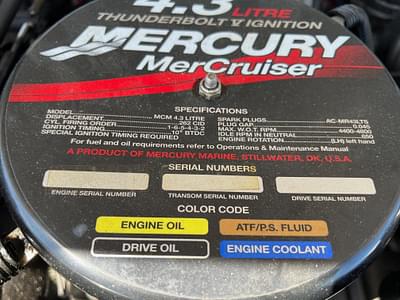 4.3 LITRE
THUNDERBOLT V IGNITION
MERCURY
MerCruiser
SPECIFICATIONS
MODEL MCM 4.3 LITRE
DISPLACEMENT 262 CID
CYL. FIRING ORDER 1-6-5-4-3-2
IGNITION TIMING 10° BTDC
SPECIAL IGNITION TIMING REQUIRED
SPARK PLUGS AC-MR43LTS
PLUG GAP 0.045
MAX. W.O.T. RPM 4400-4800
IDLE RPM IN NEUTRAL 650
ENGINE ROTATION (LH) left hand
For fuel and oil requirements refer to Operations & Maintenance Manual
A PRODUCT OF MERCURY MARINE, STILLWATER, OK, U.S.A.
SERIAL NUMBERS
ENGINE SERIAL NUMBER
TRANSOM SERIAL NUMBER
DRIVE SERIAL NUMBER
COLOR CODE
ENGINE OIL
ATF/P.S. FLUID
DRIVE OIL
ENGINE COOLANT